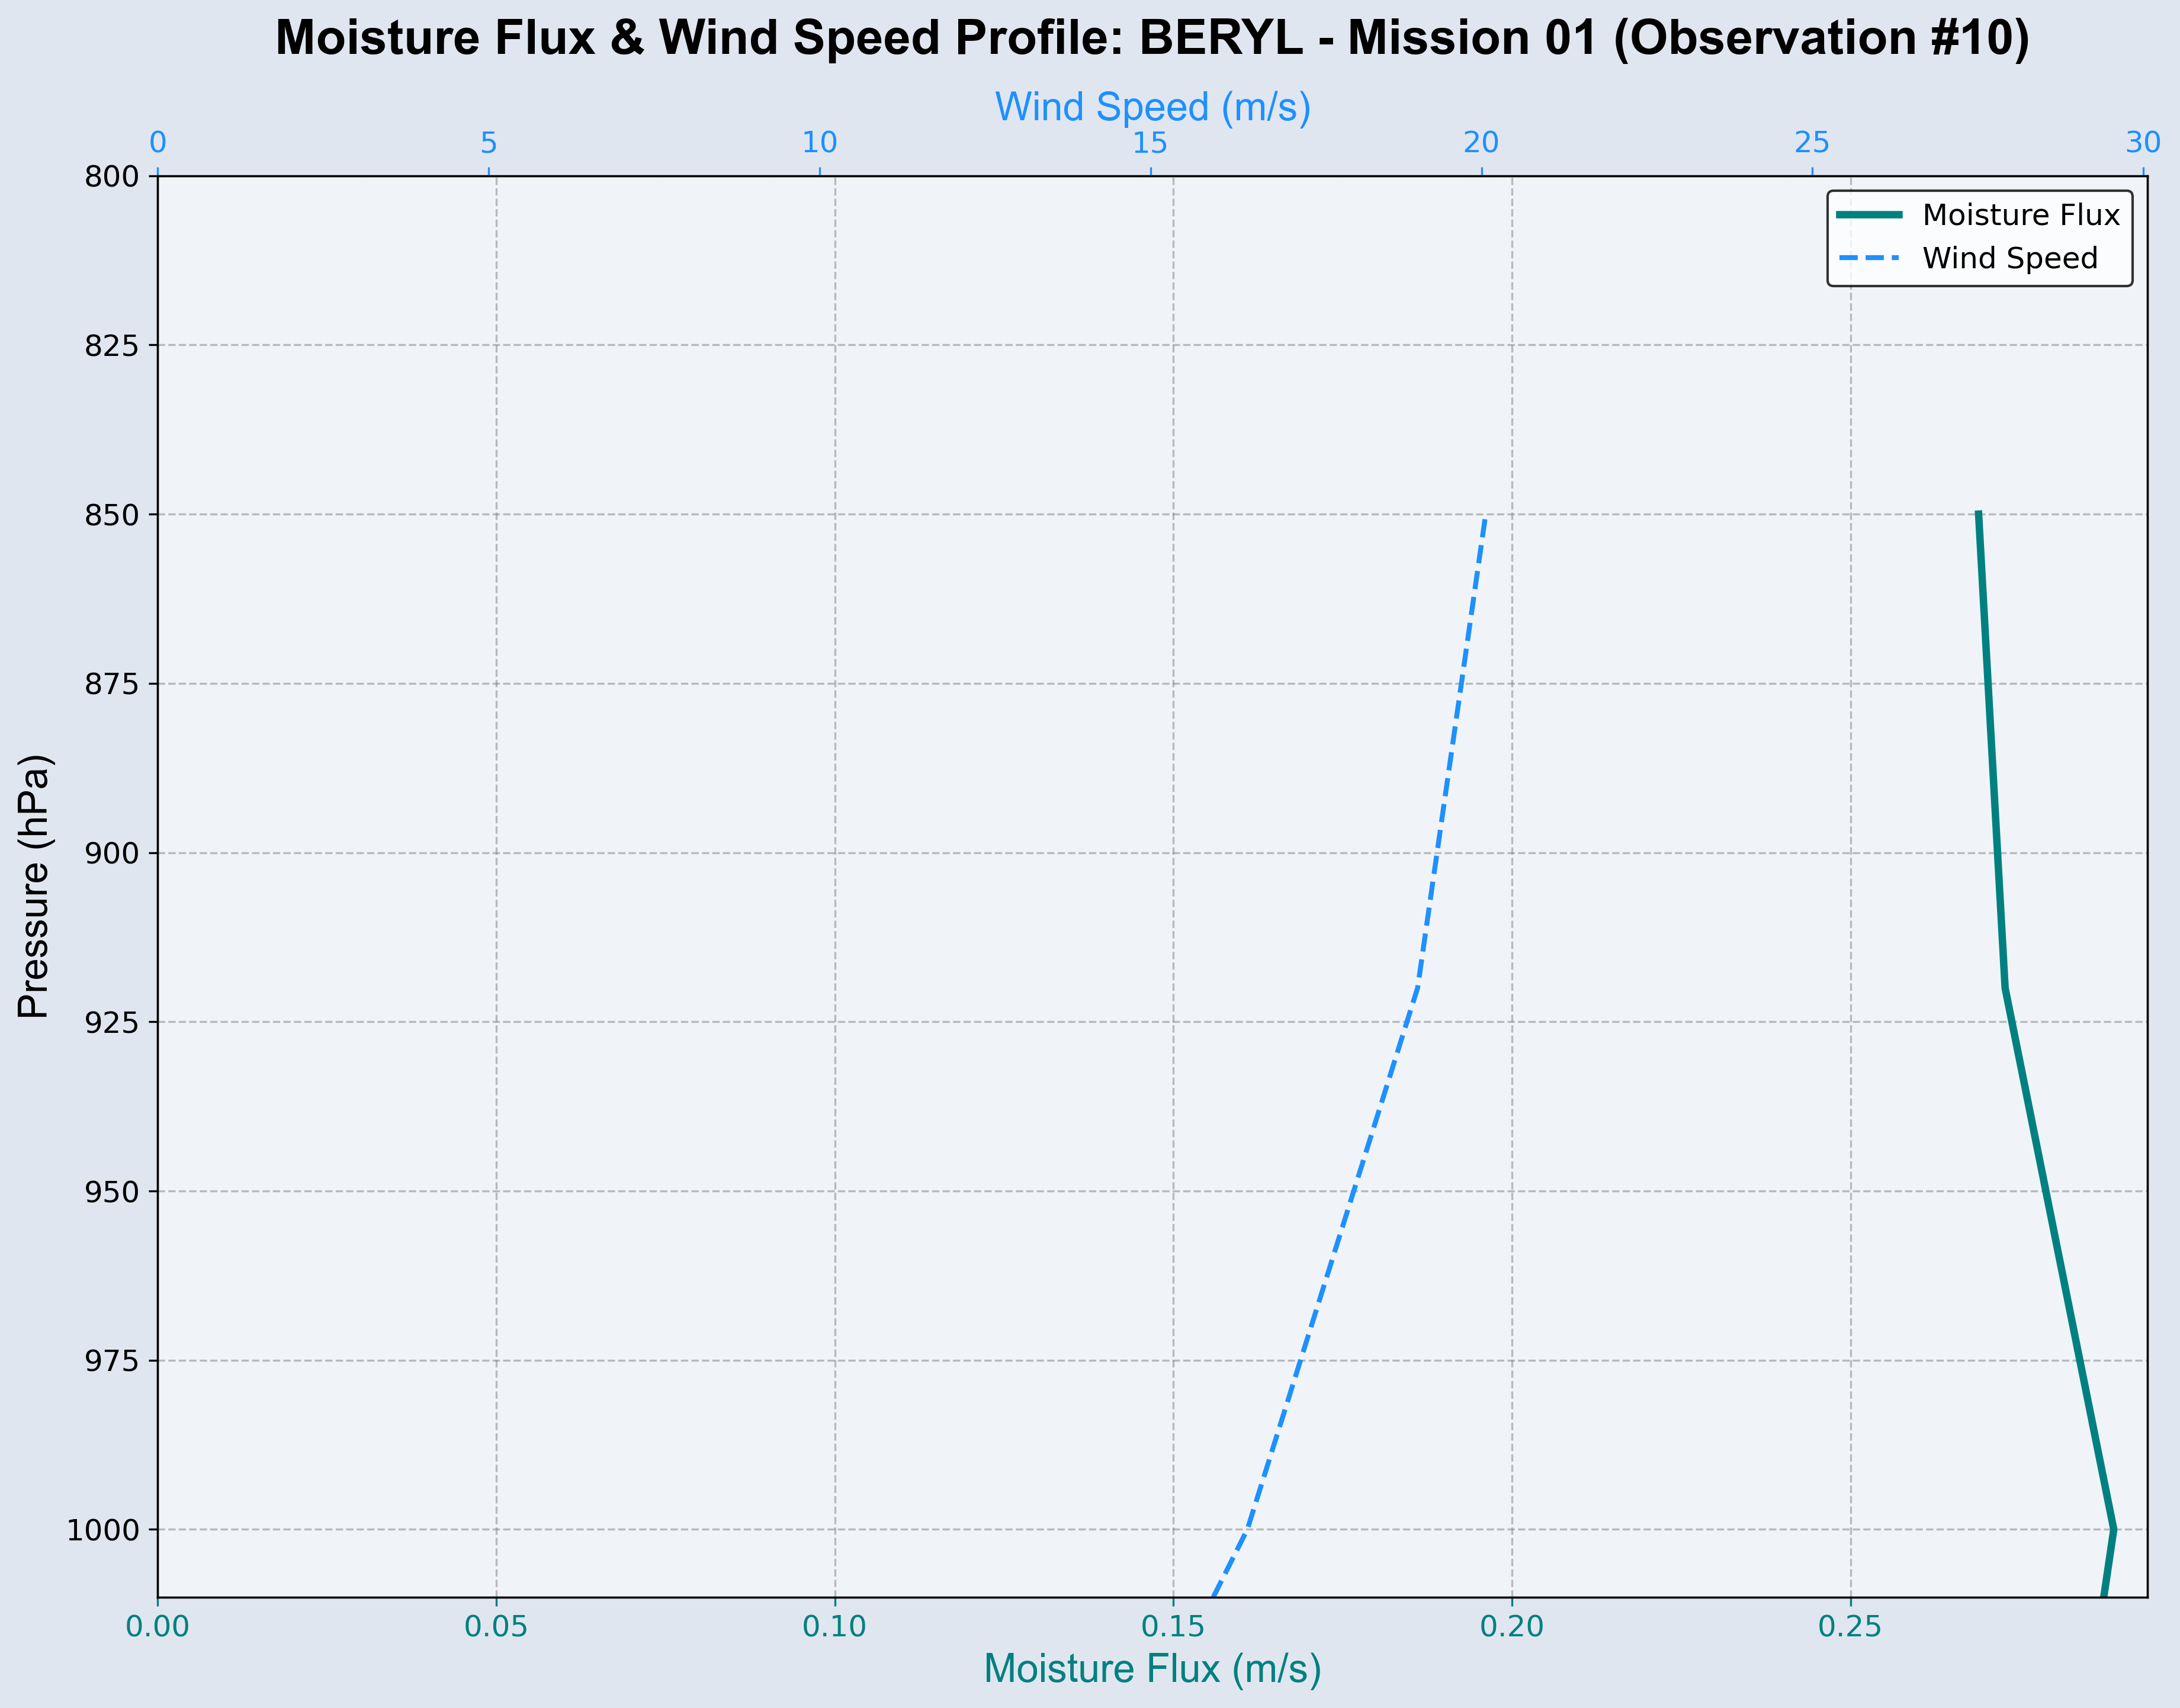 Moisture Flux & Wind Speed Profile: BERYL - Mission 01 (Observation #10)
Wind Speed (m/s)
0 5 10 15 20 25 30
Moisture Flux
Wind Speed
800
825
850
875
900
925
950
975
1000
Pressure (hPa)
0.00 0.05 0.10 0.15 0.20 0.25
Moisture Flux (m/s)